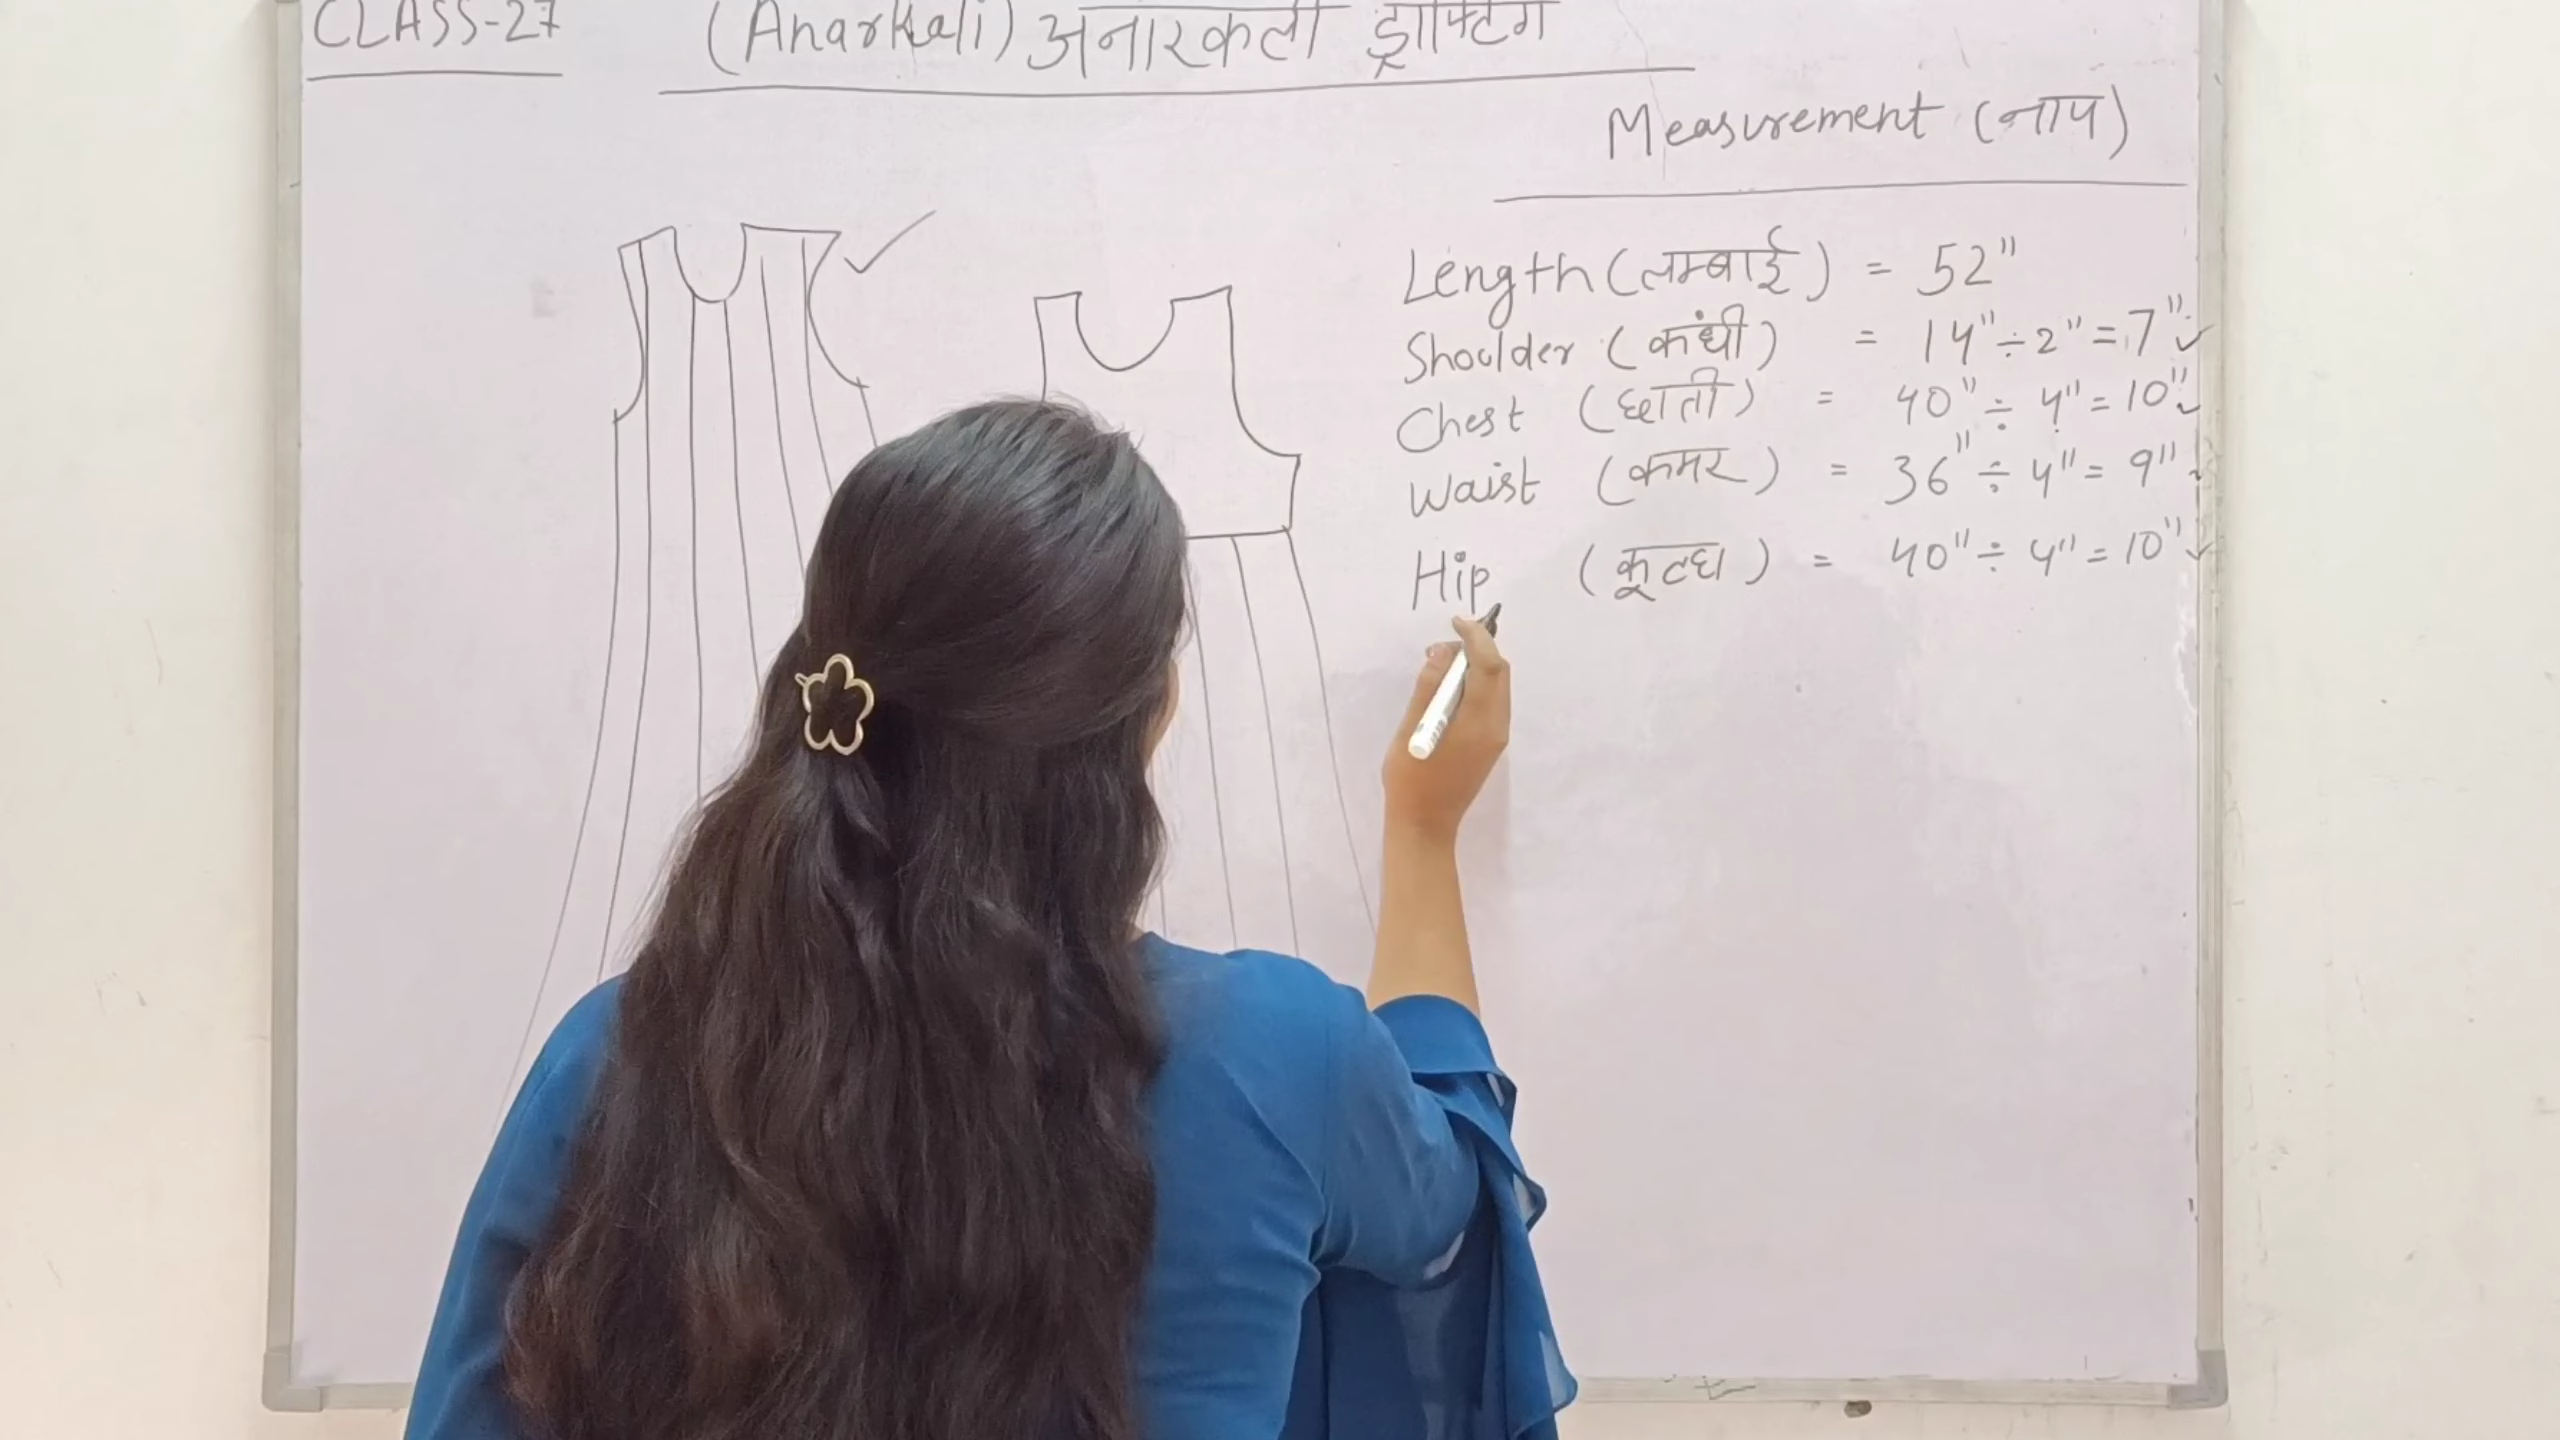 CLASS-27 (Anarkali) अनारकली ड्राफ्टिंग
Measurement (नाप)
Length (लम्बाई) = 52"
Shoulder (कंधी) = 14" ÷ 2" = 7"
Chest (छाती) = 40" ÷ 4" = 10"
Waist (कमर) = 36" ÷ 4" = 9"
Hip (कूल्हा) = 40" ÷ 4" = 10"